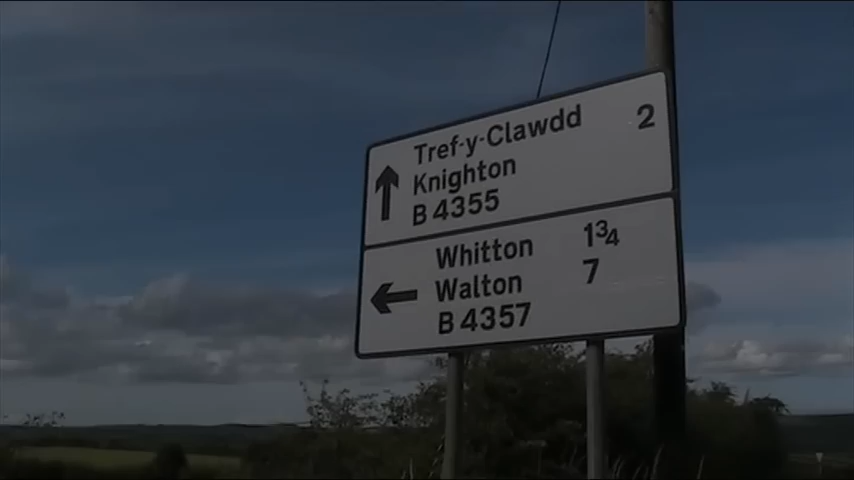 Tref-y-Clawdd 2
Knighton
B 4355
Whitton 1¾
Walton 7
B 4357